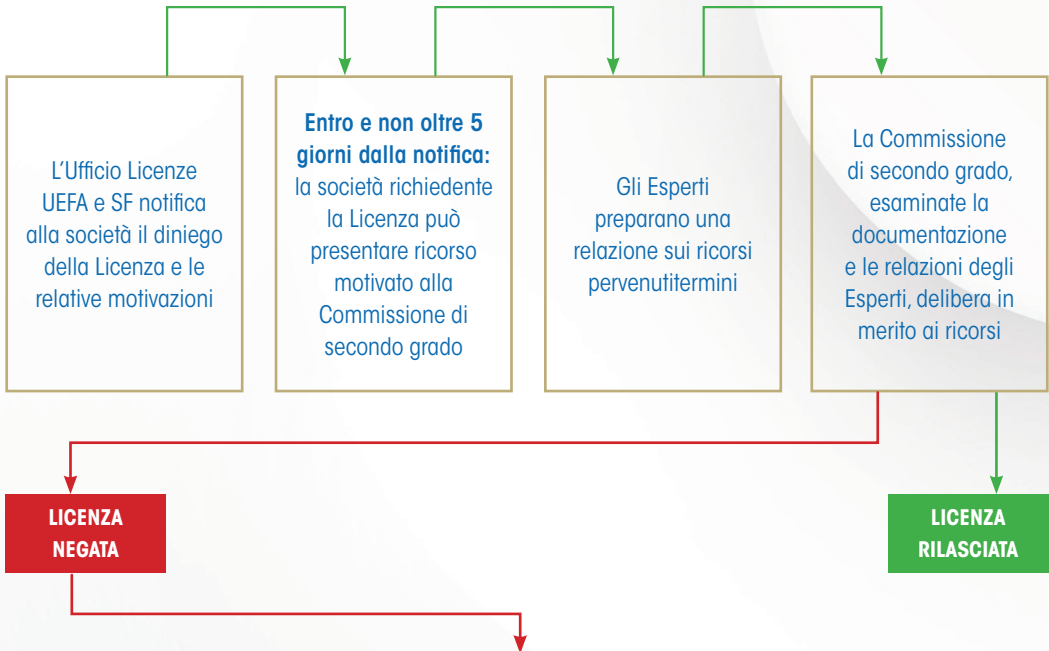 L'Ufficio Licenze
UEFA e SF notifica
alla società il diniego
della Licenza e le
relative motivazioni
Entro e non oltre 5
giorni dalla notifica:
la società richiedente
la Licenza può
presentare ricorso
motivato alla
Commissione di
secondo grado
Gli Esperti
preparano una
relazione sui ricorsi
pervenutitermini
La Commissione
di secondo grado,
esaminate la
documentazione
e le relazioni degli
Esperti, delibera in
merito ai ricorsi
LICENZA
NEGATA
LICENZA
RILASCIATA